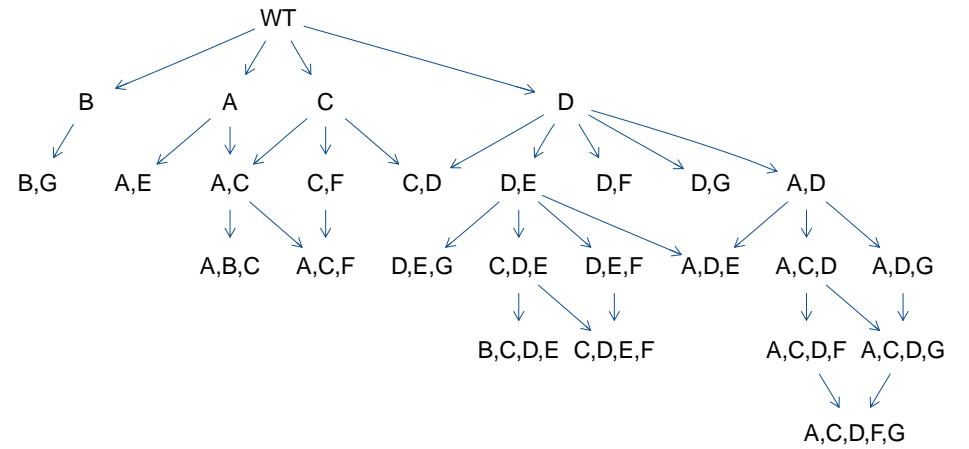 WT
B A C D
B,G A,E A,C C,F C,D D,E D,F D,G A,D
A,B,C A,C,F D,E,G C,D,E D,E,F A,D,E A,C,D A,D,G
B,C,D,E C,D,E,F A,C,D,F A,C,D,G
A,C,D,F,G